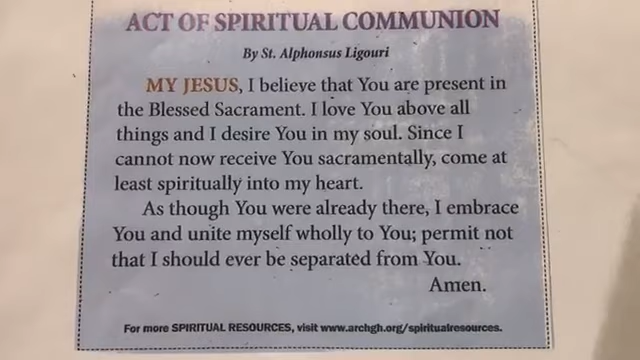 ACT OF SPIRITUAL COMMUNION
By St. Alphonsus Ligouri
MY JESUS, I believe that You are present in
the Blessed Sacrament. I love You above all
things and I desire You in my soul. Since I
cannot now receive You sacramentally, come at
least spiritually into my heart.
As though You were already there, I embrace
You and unite myself wholly to You; permit not
that I should ever be separated from You.
Amen.
For more SPIRITUAL RESOURCES, visit www.archgh.org/spiritualresources.